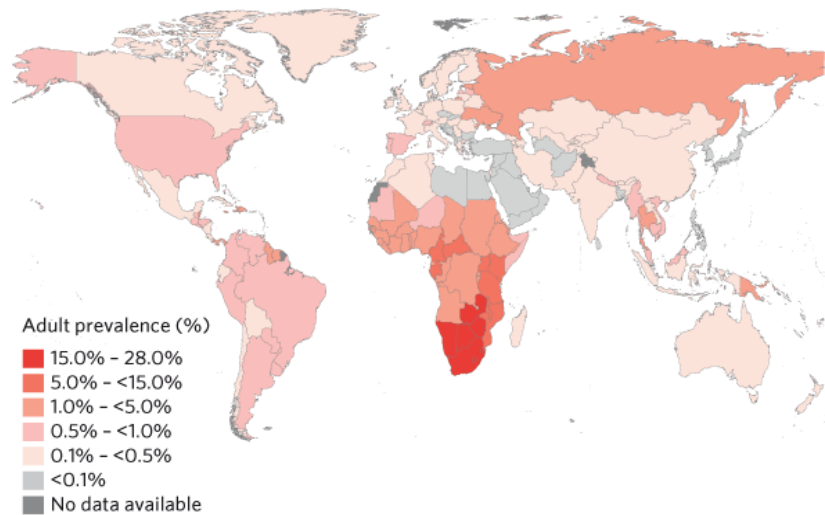 Adult prevalence (%)
15.0% – 28.0%
5.0% – <15.0%
1.0% – <5.0%
0.5% – <1.0%
0.1% – <0.5%
<0.1%
No data available